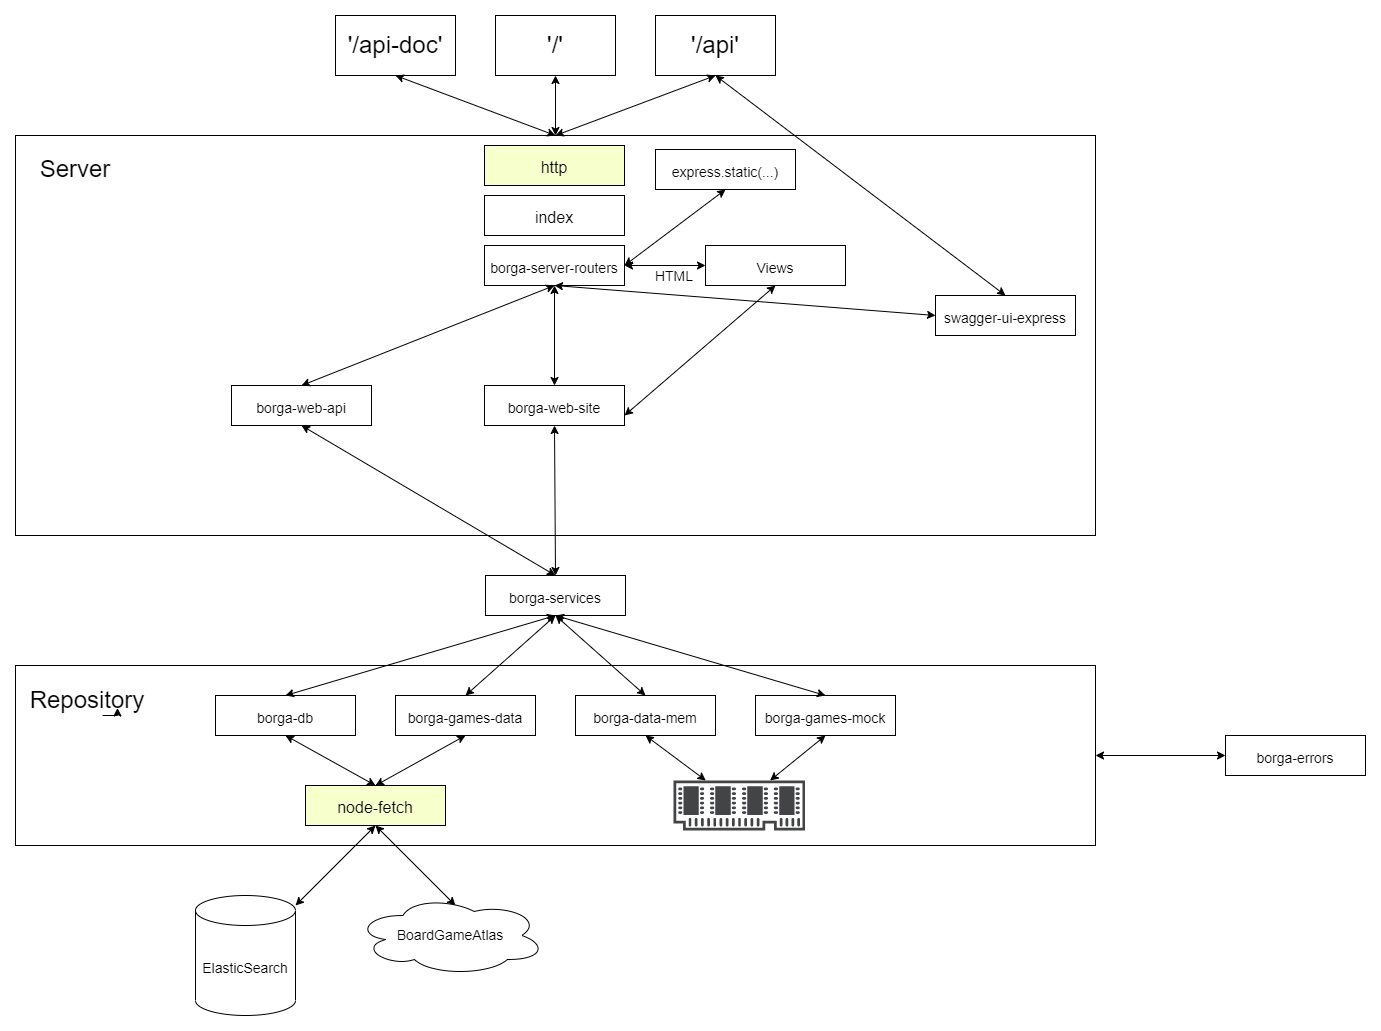 '/api-doc'
'/'
'/api'
Server
http
express.static(...)
index
borga-server-routers
HTML
Views
swagger-ui-express
borga-web-api
borga-web-site
borga-services
Repository
borga-db
borga-games-data
borga-data-mem
borga-games-mock
borga-errors
node-fetch
BoardGameAtlas
ElasticSearch